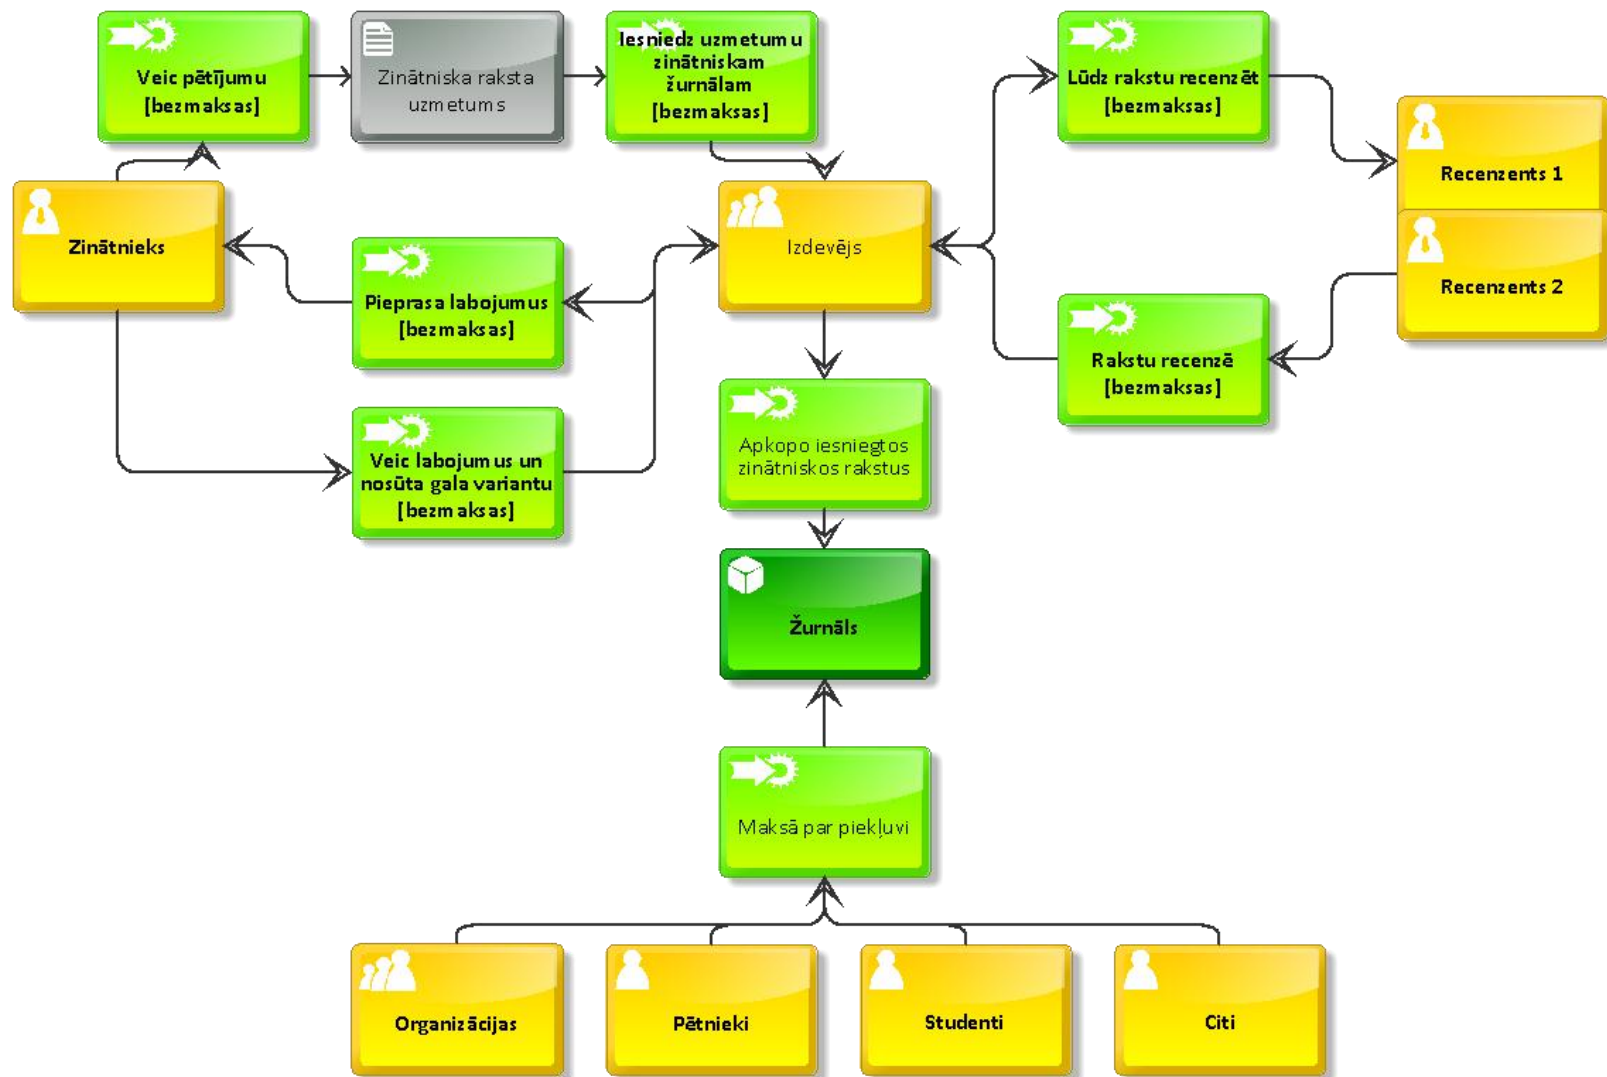 Veic pētījumu
[bezmaksas]
Zinātniska raksta
uzmetums
Iesniedz uzmetumu
zinātniskam
žurnālam
[bezmaksas]
Lūdz rakstu recenzēt
[bezmaksas]
Recenzents 1
Zinātnieks
Izdevējs
Recenzents 2
Pieprasa labojumus
[bezmaksas]
Rakstu recenzē
[bezmaksas]
Veic labojumus un
nosūta gala variantu
[bezmaksas]
Apkopo iesniegtos
zinātniskos rakstus
Žurnāls
Maksā par piekļuvi
Organizācijas
Pētnieki
Studenti
Citi